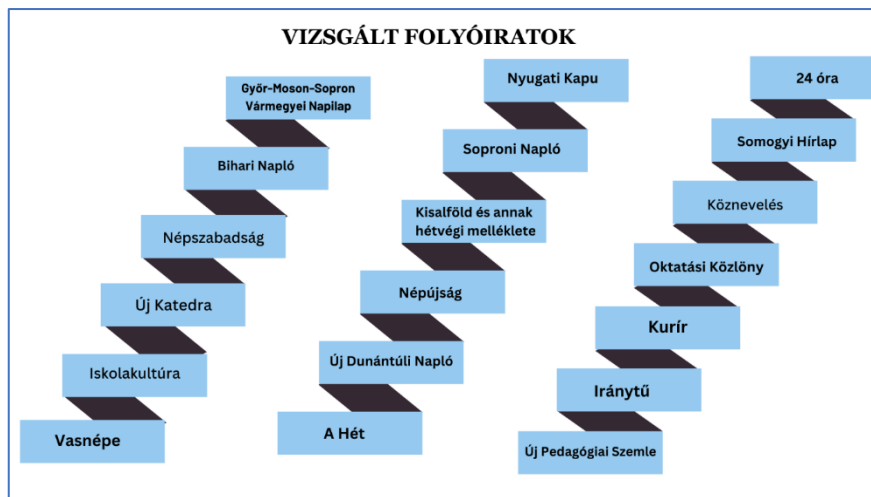 VIZSGÁLT FOLYÓIRATOK
Győr-Moson-Sopron
Vármegyei Napilap
Bihari Napló
Népszabadság
Új Katedra
Iskolakultúra
Vasnépe
Nyugati Kapu
Soproni Napló
Kisalföld és annak
hétvégi melléklete
Népújság
Új Dunántúli Napló
A Hét
24 óra
Somogyi Hírlap
Köznevelés
Oktatási Közlöny
Kurír
Iránytű
Új Pedagógiai Szemle